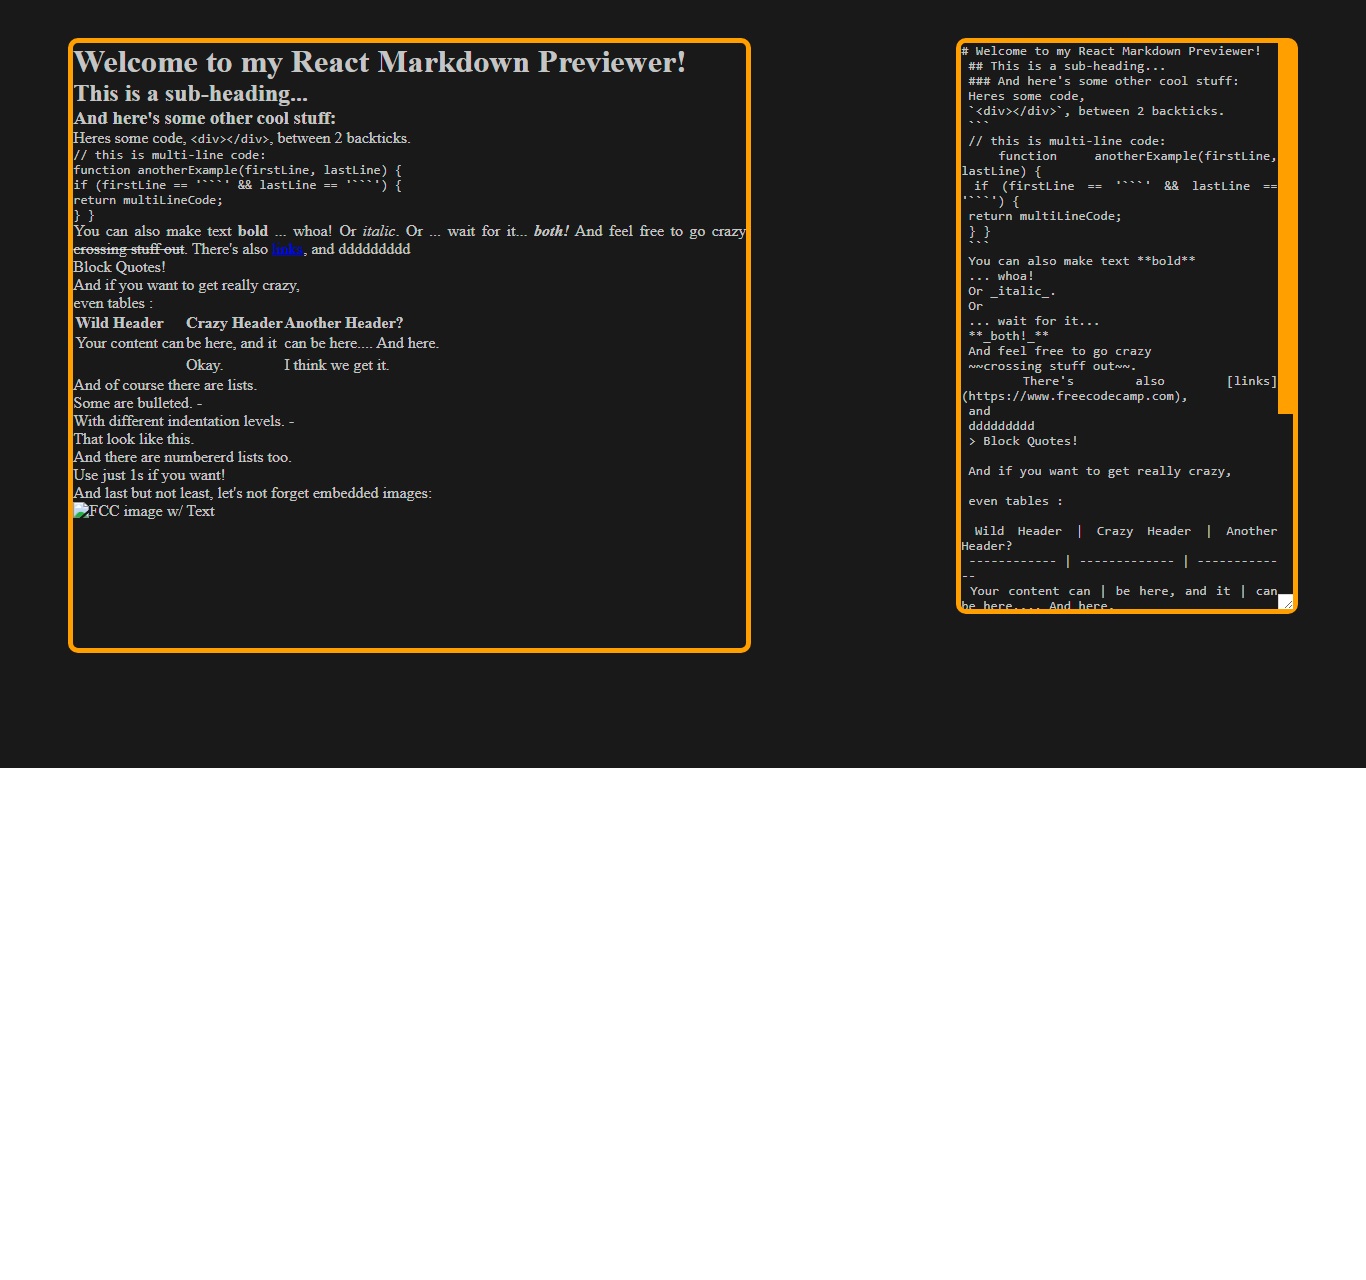 Welcome to my React Markdown Previewer!
This is a sub-heading...
And here's some other cool stuff:
Heres some code, <div></div>, between 2 backticks.
// this is multi-line code:
function anotherExample(firstLine, lastLine) {
if (firstLine == '```' && lastLine == '```') {
return multiLineCode;
} }
You can also make text bold ... whoa! Or italic. Or ... wait for it... both! And feel free to go crazy
crossing stuff out. There's also links, and ddddddddd
Block Quotes!
And if you want to get really crazy,
even tables :
Wild Header Crazy Header Another Header?
Your content can be here, and it can be here.... And here.
Okay. I think we get it.
And of course there are lists.
Some are bulleted. -
With different indentation levels. -
That look like this.
And there are numbererd lists too.
Use just 1s if you want!
And last but not least, let's not forget embedded images:
FCC image w/ Text
# Welcome to my React Markdown Previewer!
## This is a sub-heading...
### And here's some other cool stuff:
Heres some code,
`<div></div>`, between 2 backticks.
```
// this is multi-line code:
function anotherExample(firstLine,
lastLine) {
if (firstLine == '```' && lastLine ==
'```') {
return multiLineCode;
} }
```
You can also make text **bold**
... whoa!
Or _italic_.
Or
... wait for it...
**_both!_**
And feel free to go crazy
~~crossing stuff out~~.
There's also [links]
(https://www.freecodecamp.com),
and
ddddddddd
> Block Quotes!
And if you want to get really crazy,
even tables :
Wild Header | Crazy Header | Another
Header?
------------ | ------------- | -----------
--
Your content can | be here, and it | can
be here.... And here.